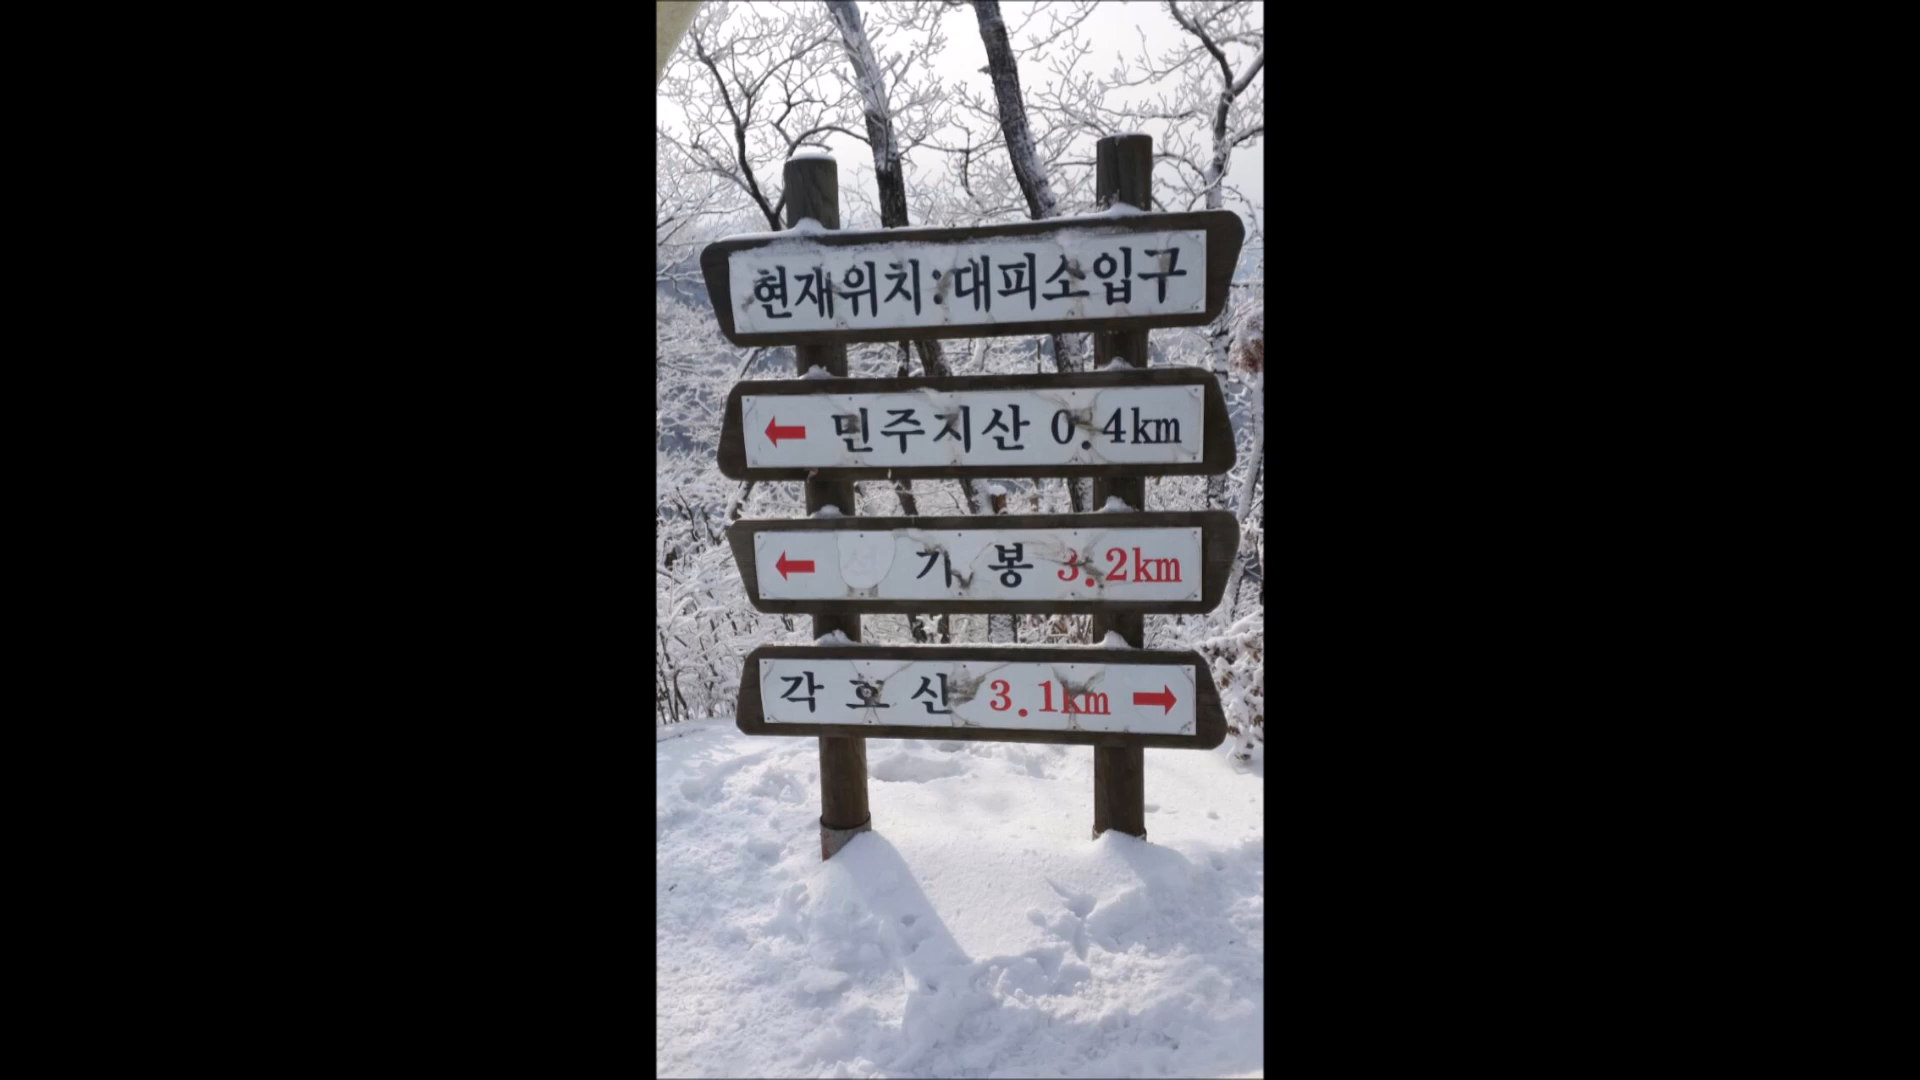 현재위치:대피소입구
← 민주지산 0.4km
← 기 봉 3.2km
각 호 산 3.1km →